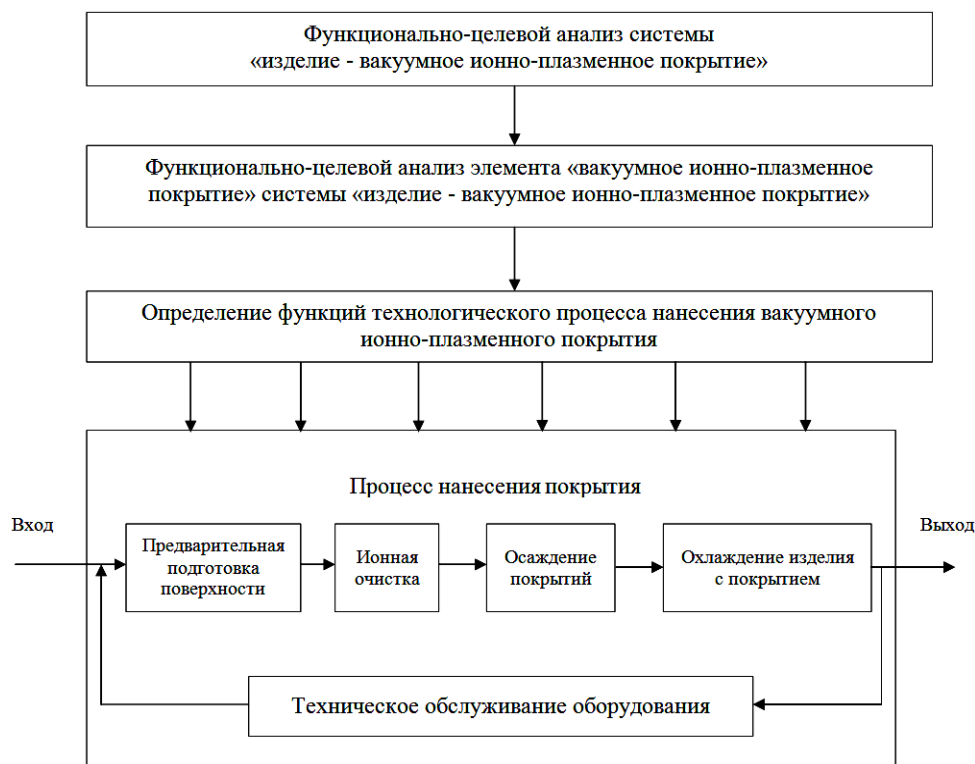 Функционально-целевой анализ системы
«изделие - вакуумное ионно-плазменное покрытие»
Функционально-целевой анализ элемента «вакуумное ионно-плазменное
покрытие» системы «изделие - вакуумное ионно-плазменное покрытие»
Определение функций технологического процесса нанесения вакуумного
ионно-плазменного покрытия
Процесс нанесения покрытия
Вход
Предварительная
подготовка
поверхности
Ионная
очистка
Осаждение
покрытий
Охлаждение изделия
с покрытием
Выход
Техническое обслуживание оборудования